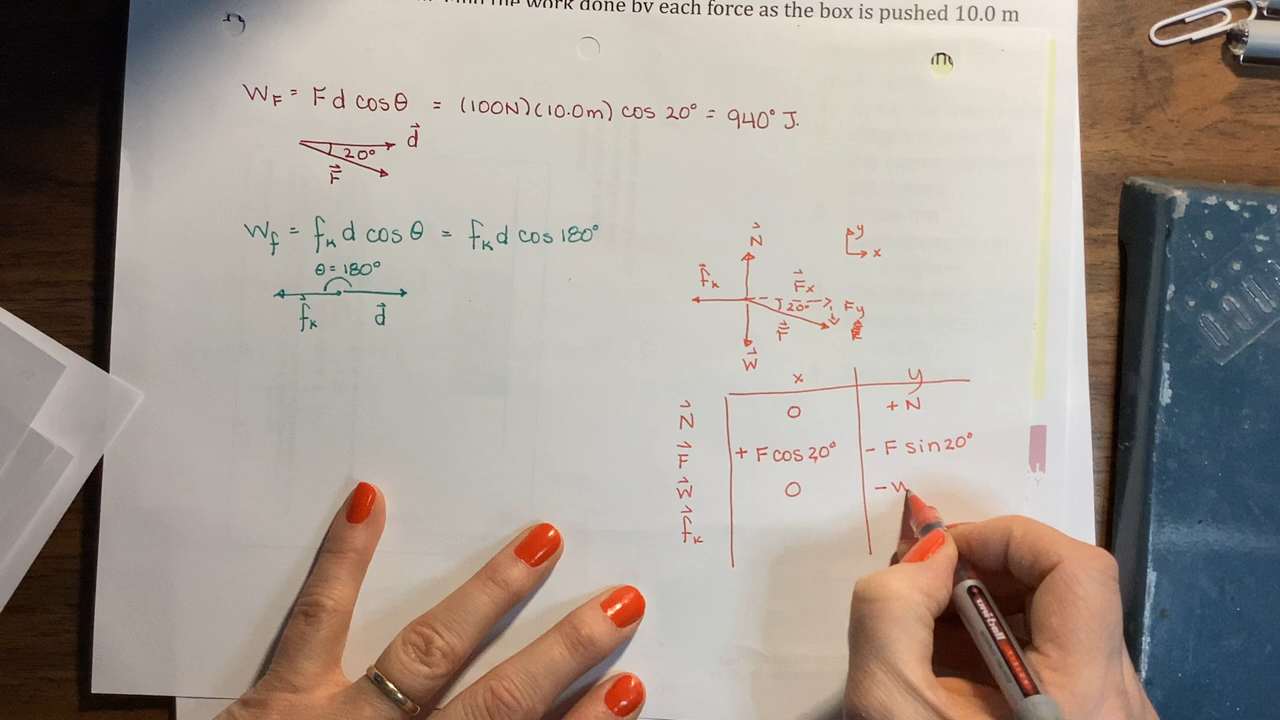 the work done by each force as the box is pushed 10.0 m
W_F = F d cos θ = (100N)(10.0m) cos 20° = 940° J.
d
20°
F
W_f = f_k d cos θ = f_k d cos 180°
θ = 180°
f_k d
N
y
x
f_k
F_x
20°
F_y
F
W
x y
N 0 + N
F + F cos 20° - F sin 20°
W 0 - W
f_k
uni-ball